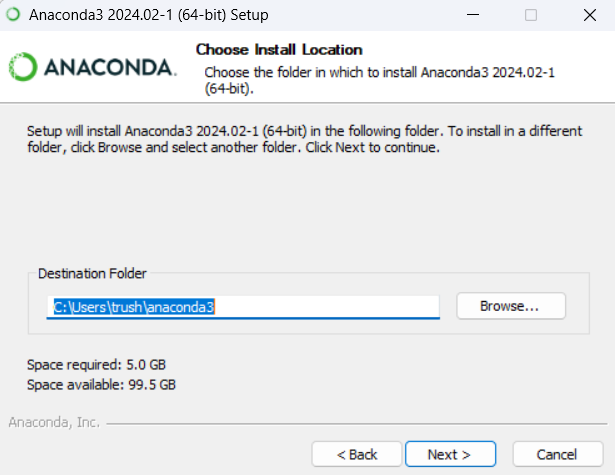 Anaconda3 2024.02-1 (64-bit) Setup
ANACONDA.
Choose Install Location
Choose the folder in which to install Anaconda3 2024.02-1
(64-bit).
Setup will install Anaconda3 2024.02-1 (64-bit) in the following folder. To install in a different
folder, click Browse and select another folder. Click Next to continue.
Destination Folder
C:\Users\trush\anaconda3
Browse...
Space required: 5.0 GB
Space available: 99.5 GB
Anaconda, Inc.
< Back
Next >
Cancel